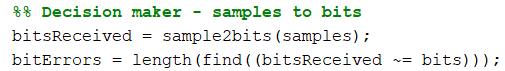 %% Decision maker - samples to bits
bitsReceived = sample2bits(samples);
bitErrors = length(find((bitsReceived ~= bits)));